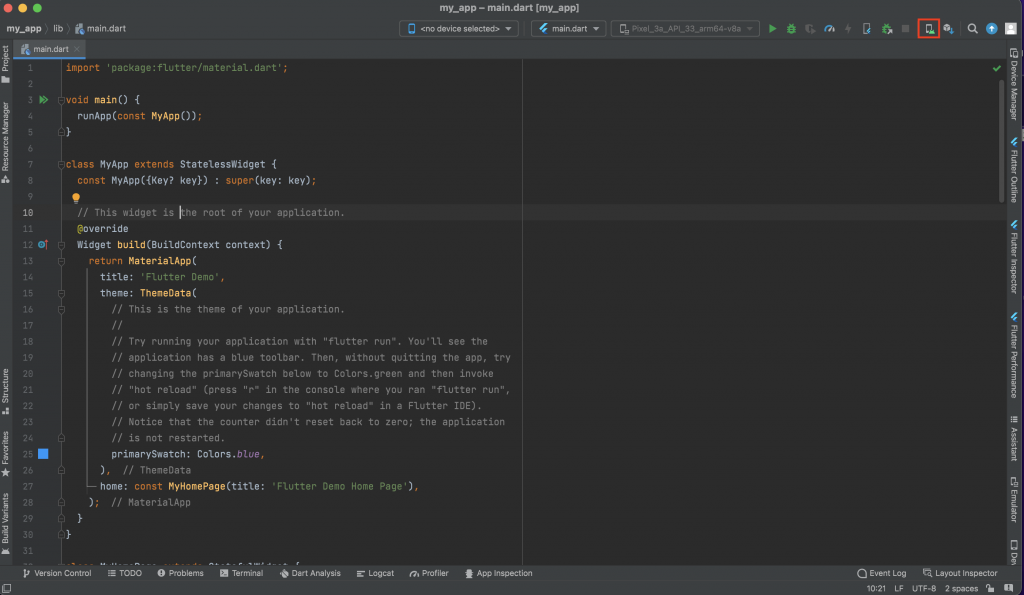 my_app – main.dart [my_app]
my_app
lib
main.dart
<no device selected>
main.dart
Pixel_3a_API_33_arm64-v8a
main.dart
1 import 'package:flutter/material.dart';
2
3 void main() {
4 runApp(const MyApp());
5 }
6
7 class MyApp extends StatelessWidget {
8 const MyApp({Key? key}) : super(key: key);
9
10 // This widget is the root of your application.
11 @override
12 Widget build(BuildContext context) {
13 return MaterialApp(
14 title: 'Flutter Demo',
15 theme: ThemeData(
16 // This is the theme of your application.
17 //
18 // Try running your application with "flutter run". You'll see the
19 // application has a blue toolbar. Then, without quitting the app, try
20 // changing the primarySwatch below to Colors.green and then invoke
21 // "hot reload" (press "r" in the console where you ran "flutter run",
22 // or simply save your changes to "hot reload" in a Flutter IDE).
23 // Notice that the counter didn't reset back to zero; the application
24 // is not restarted.
25 primarySwatch: Colors.blue,
26 ), // ThemeData
27 home: const MyHomePage(title: 'Flutter Demo Home Page'),
28 ); // MaterialApp
29 }
30 }
31
Project
Resource Manager
Structure
Favorites
Build Variants
Device Manager
Flutter Outline
Flutter Inspector
Flutter Performance
Assistant
Emulator
Version Control
TODO
Problems
Terminal
Dart Analysis
Logcat
Profiler
App Inspection
Event Log
Layout Inspector
10:21 LF UTF-8 2 spaces